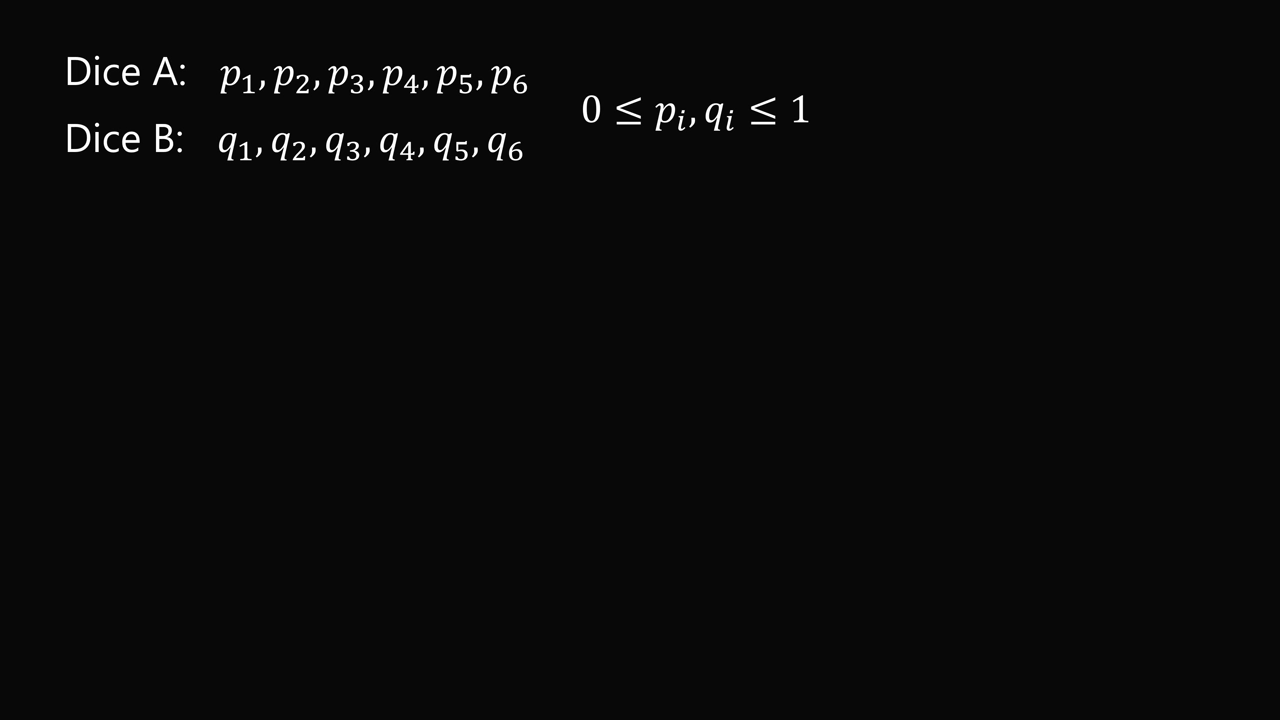 Dice A: p₁, p₂, p₃, p₄, p₅, p₆
0 ≤ pᵢ, qᵢ ≤ 1
Dice B: q₁, q₂, q₃, q₄, q₅, q₆